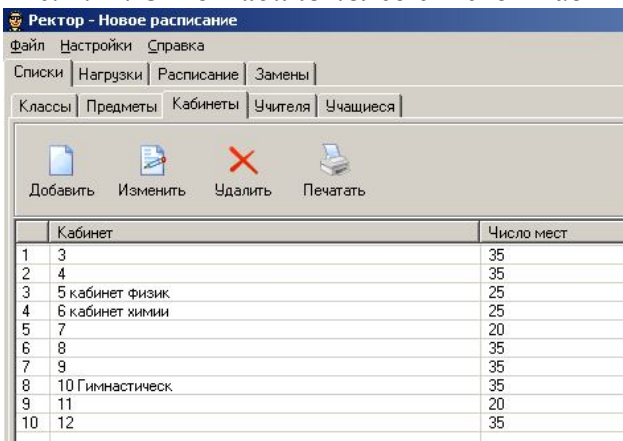 Ректор - Новое расписание
Файл Настройки Справка
Списки Нагрузки Расписание Замены
Классы Предметы Кабинеты Учителя Учащиеся
Добавить Изменить Удалить Печатать
Кабинет Число мест
1 3 35
2 4 35
3 5 кабинет физик 25
4 6 кабинет химии 25
5 7 20
6 8 35
7 9 35
8 10 Гимнастическ 35
9 11 20
10 12 35